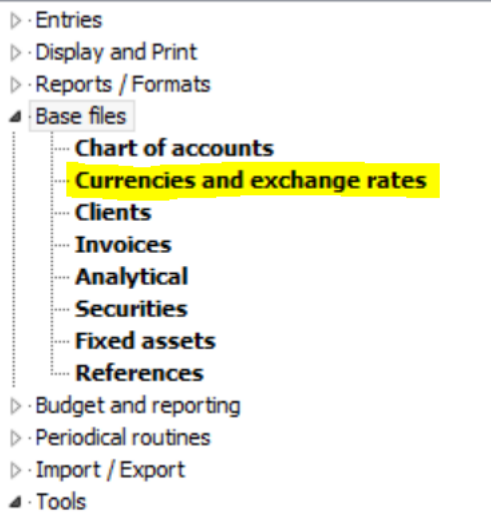 Entries
Display and Print
Reports / Formats
Base files
Chart of accounts
Currencies and exchange rates
Clients
Invoices
Analytical
Securities
Fixed assets
References
Budget and reporting
Periodical routines
Import / Export
Tools